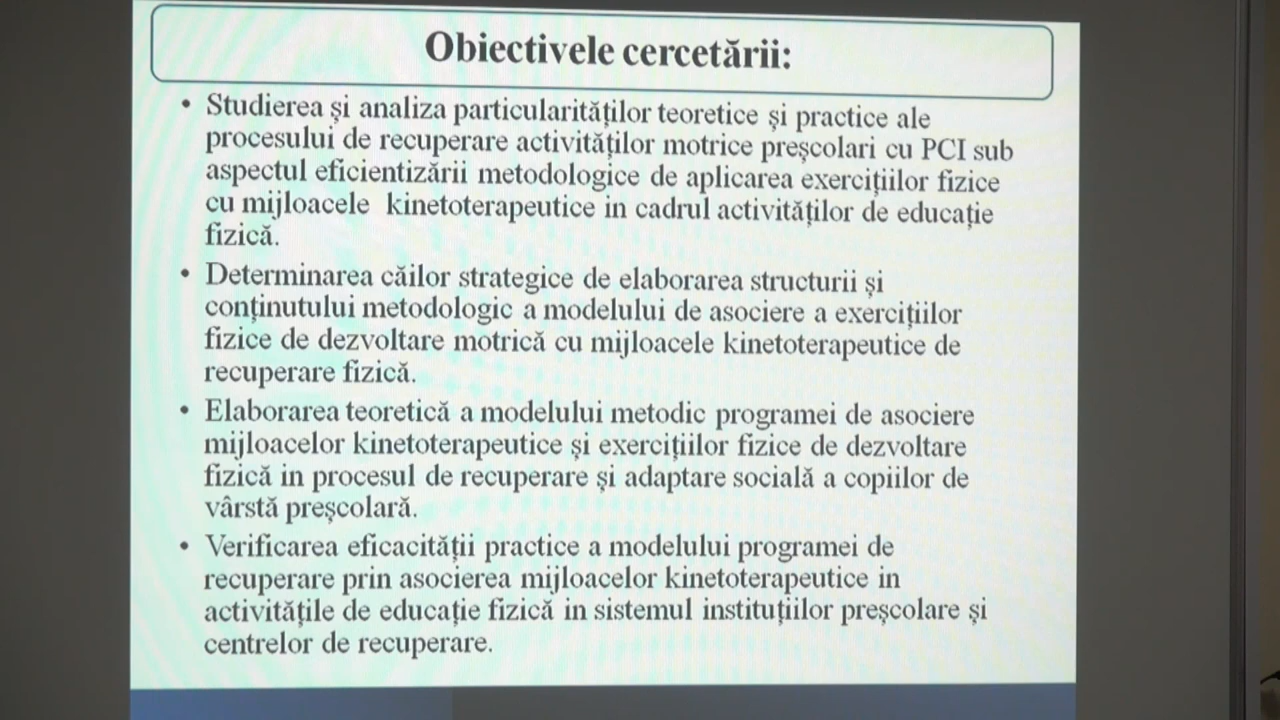 Obiectivele cercetării:
• Studierea și analiza particularităților teoretice și practice ale
procesului de recuperare activităților motrice preșcolari cu PCI sub
aspectul eficientizării metodologice de aplicarea exercițiilor fizice
cu mijloacele kinetoterapeutice in cadrul activităților de educație
fizică.
• Determinarea căilor strategice de elaborarea structurii și
conținutului metodologic a modelului de asociere a exercițiilor
fizice de dezvoltare motrică cu mijloacele kinetoterapeutice de
recuperare fizică.
• Elaborarea teoretică a modelului metodic programei de asociere
mijloacelor kinetoterapeutice și exercițiilor fizice de dezvoltare
fizică in procesul de recuperare și adaptare socială a copiilor de
vârstă preșcolară.
• Verificarea eficacității practice a modelului programei de
recuperare prin asocierea mijloacelor kinetoterapeutice in
activitățile de educație fizică in sistemul instituțiilor preșcolare și
centrelor de recuperare.